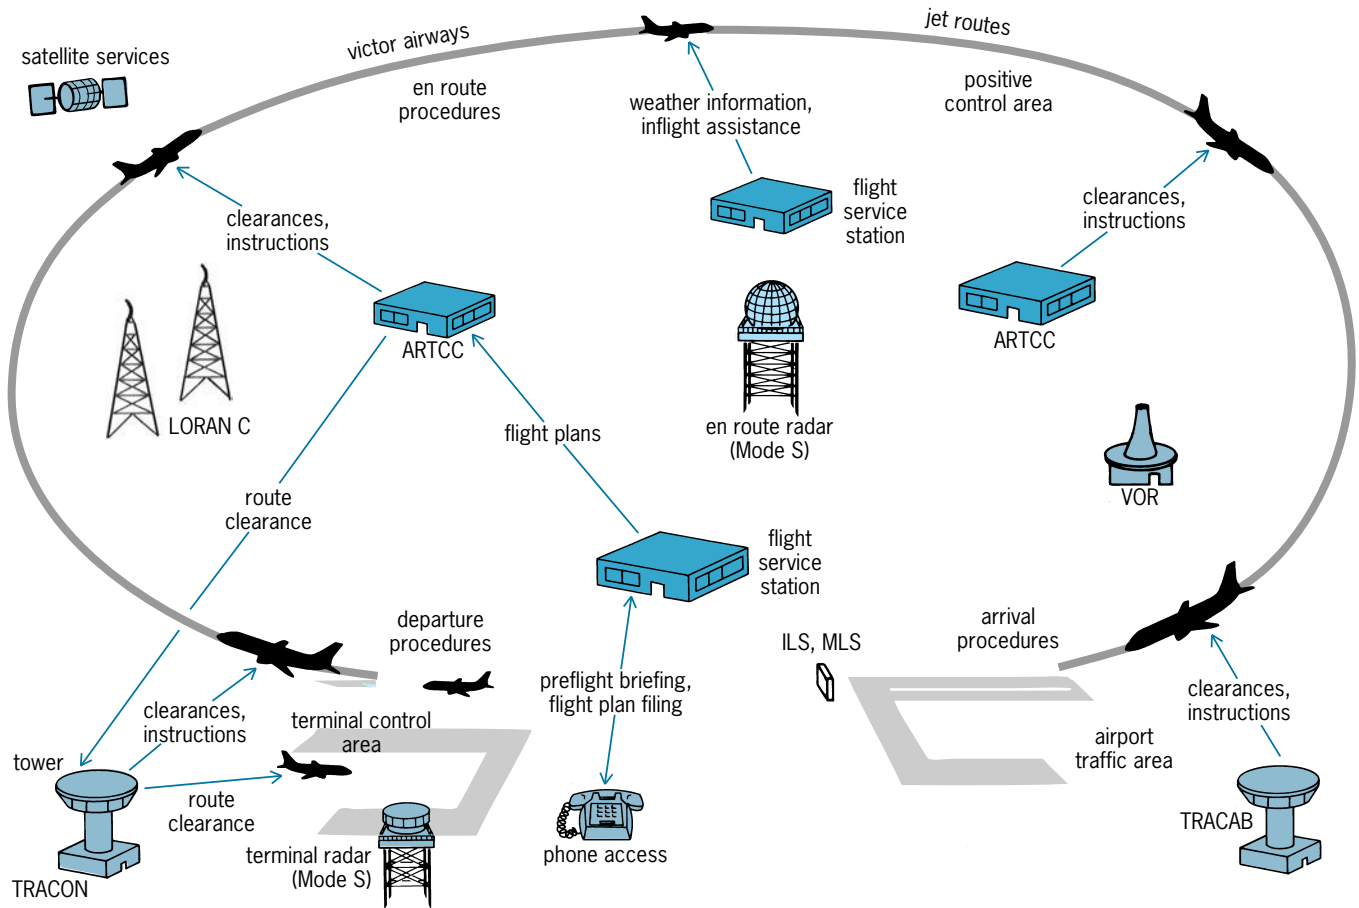 jet routes
victor airways
satellite services
en route
procedures
positive
control area
weather information,
inflight assistance
flight
service
station
clearances,
instructions
clearances,
instructions
ARTCC
ARTCC
LORAN C
flight plans
en route radar
(Mode S)
VOR
route
clearance
flight
service
station
departure
procedures
arrival
procedures
ILS, MLS
preflight briefing,
flight plan filing
clearances,
instructions
terminal control
area
clearances,
instructions
airport
traffic area
tower
route
clearance
TRACAB
terminal radar
(Mode S)
phone access
TRACON